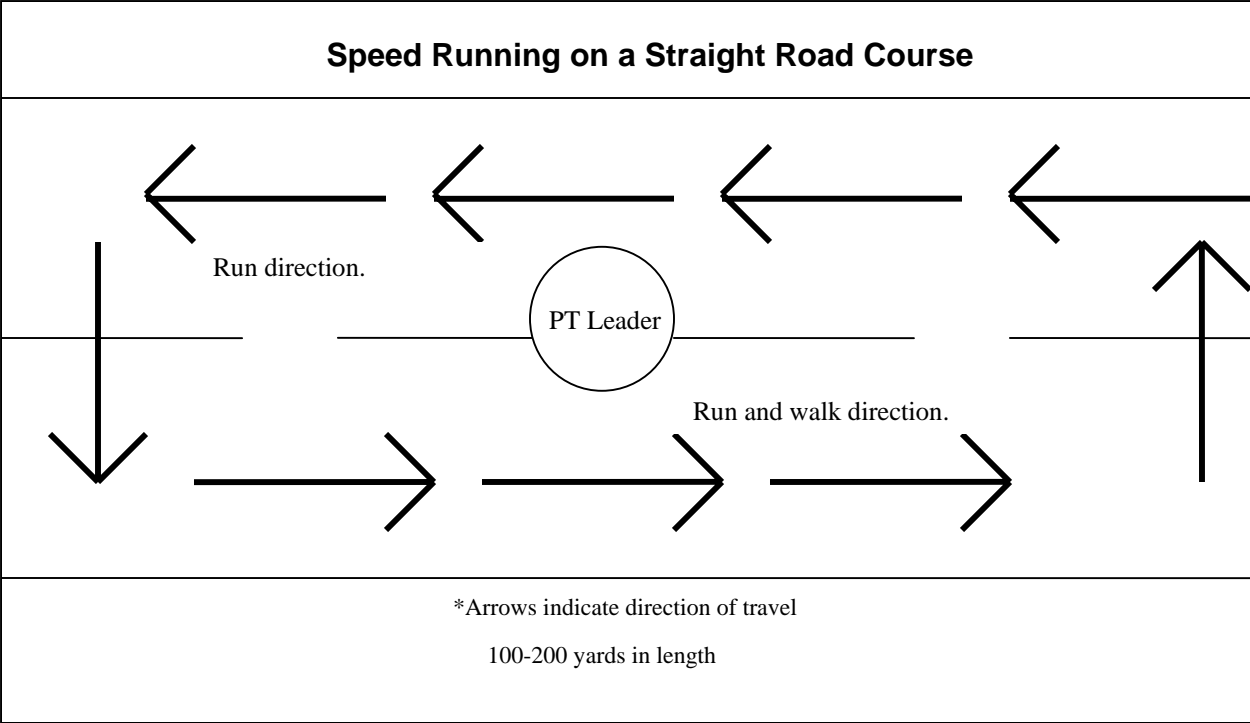 Speed Running on a Straight Road Course
Run direction.
PT Leader
Run and walk direction.
*Arrows indicate direction of travel
100-200 yards in length